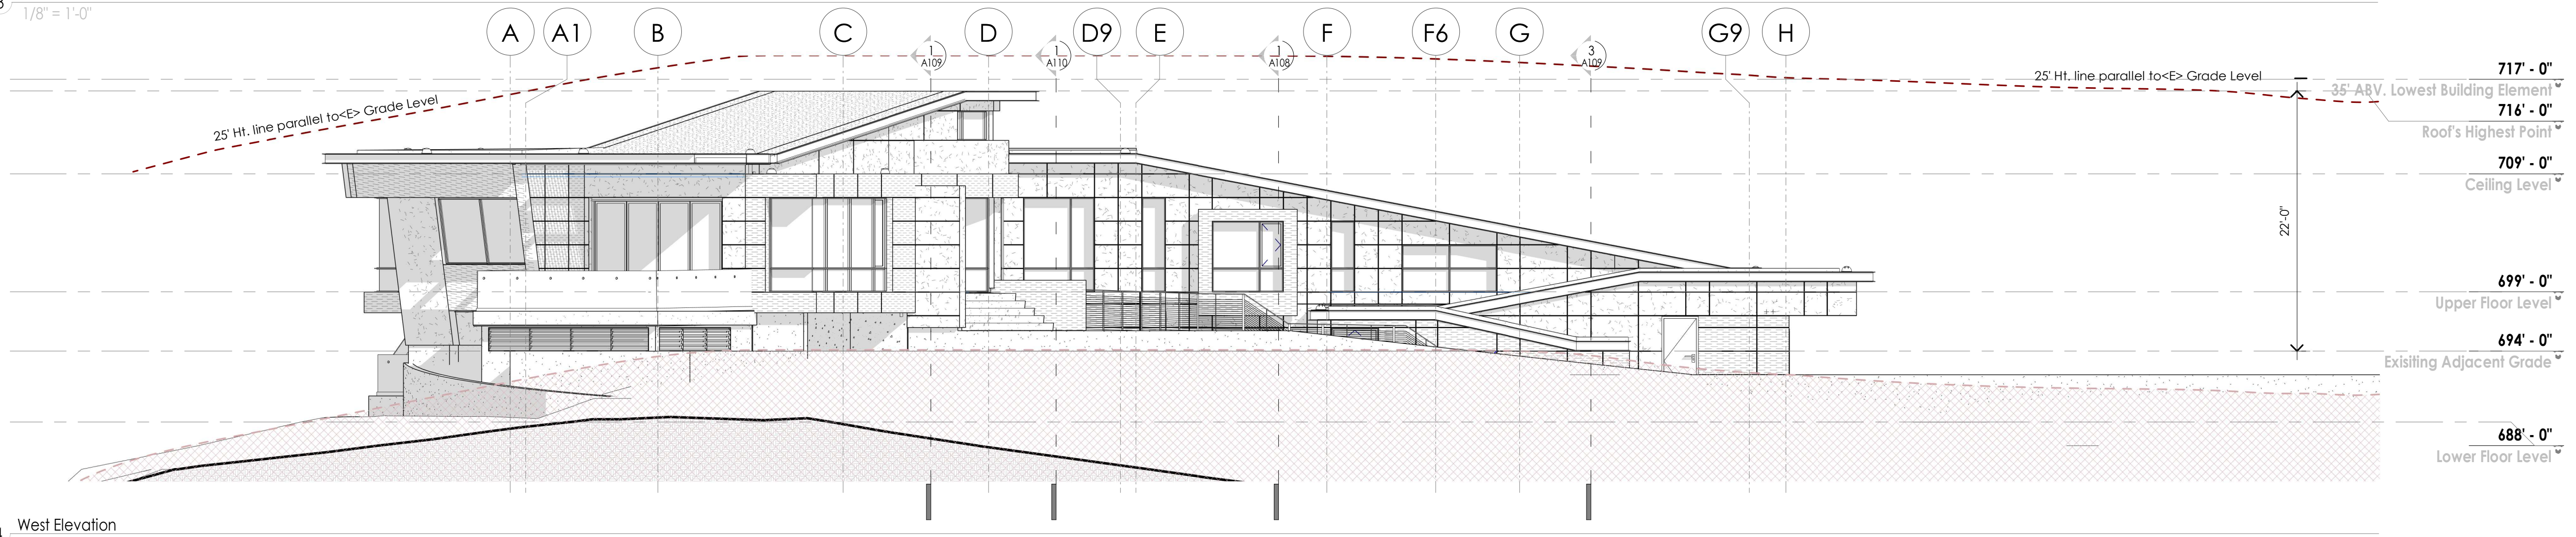 1/8" = 1'-0"
A A1 B C D D9 E F F6 G G9 H
1
A109
1
A110
1
A108
3
A109
25' Ht. line parallel to<E> Grade Level
25' Ht. line parallel to<E> Grade Level
717' - 0"
35' ABV. Lowest Building Element
716' - 0"
Roof's Highest Point
709' - 0"
Ceiling Level
22'-0"
699' - 0"
Upper Floor Level
694' - 0"
Exisiting Adjacent Grade
688' - 0"
Lower Floor Level
West Elevation